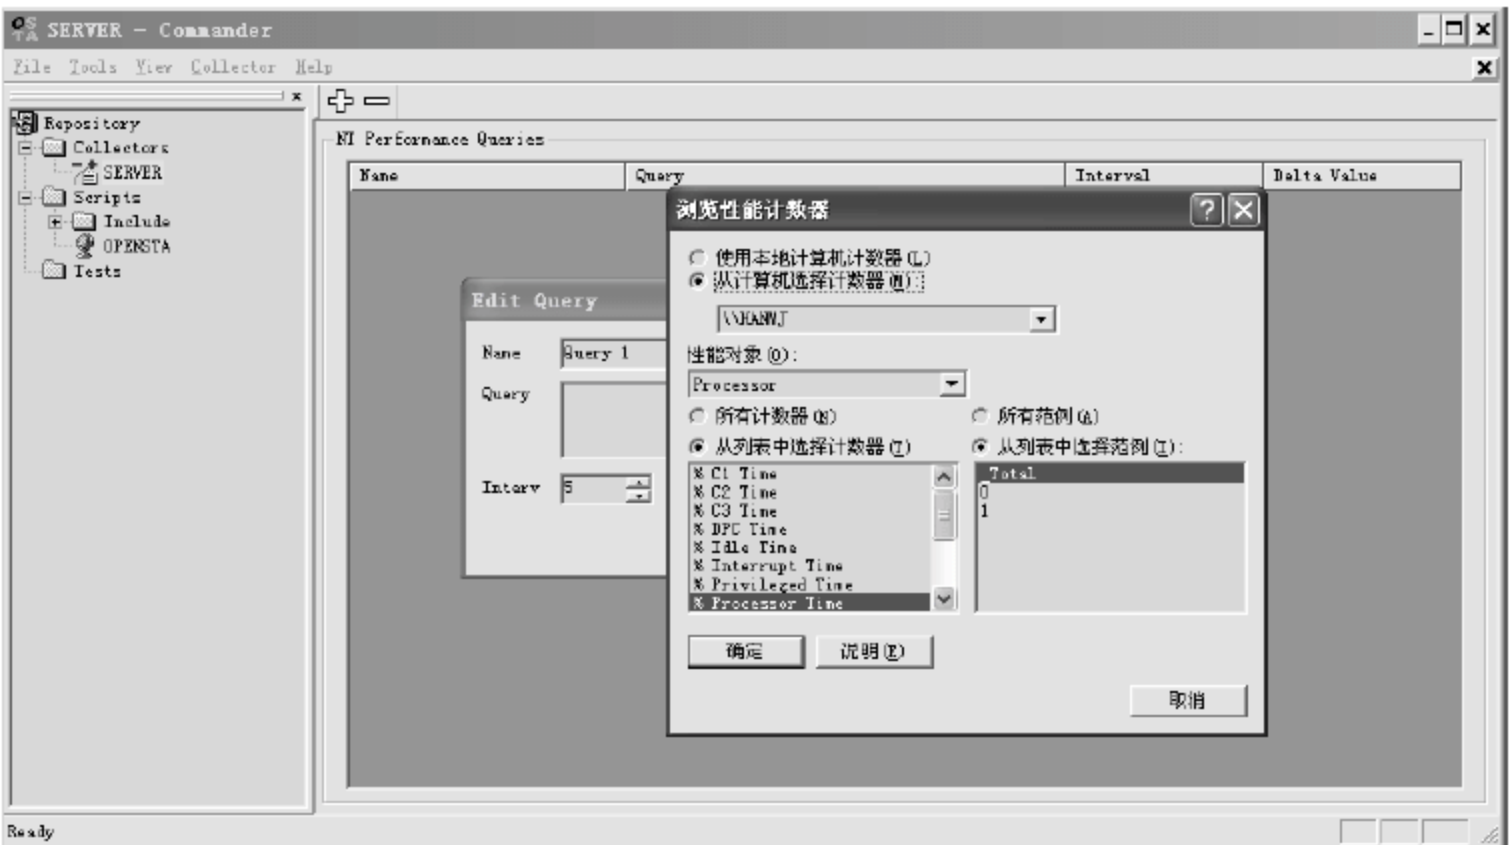 SERVER - Commander
File Tools View Collector Help
Repository
Collectors
SERVER
Scripts
Include
OPENSTA
Tests
NT Performance Queries
Name Query Interval Delta Value
Edit Query
Name Query 1
Query
Interv 5
浏览性能计数器
使用本地计算机计数器(L)
从计算机选择计数器(M):
\\HANWJ
性能对象(O):
Processor
所有计数器(N) 所有范例(A)
从列表中选择计数器(T) 从列表中选择范例(I):
% C1 Time
% C2 Time
% C3 Time
% DPC Time
% Idle Time
% Interrupt Time
% Privileged Time
% Processor Time
_Total
0
1
确定 说明(E)
取消
Ready